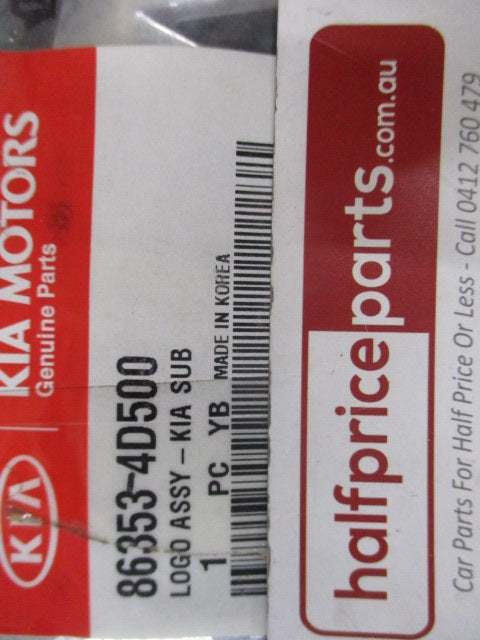 KIA
KIA MOTORS
Genuine Parts
86353-4D500
LOGO ASSY – KIA SUB
1 PC YB MADE IN KOREA
halfpriceparts.com.au
Car Parts For Half Price Or Less - Call 0412 760 479